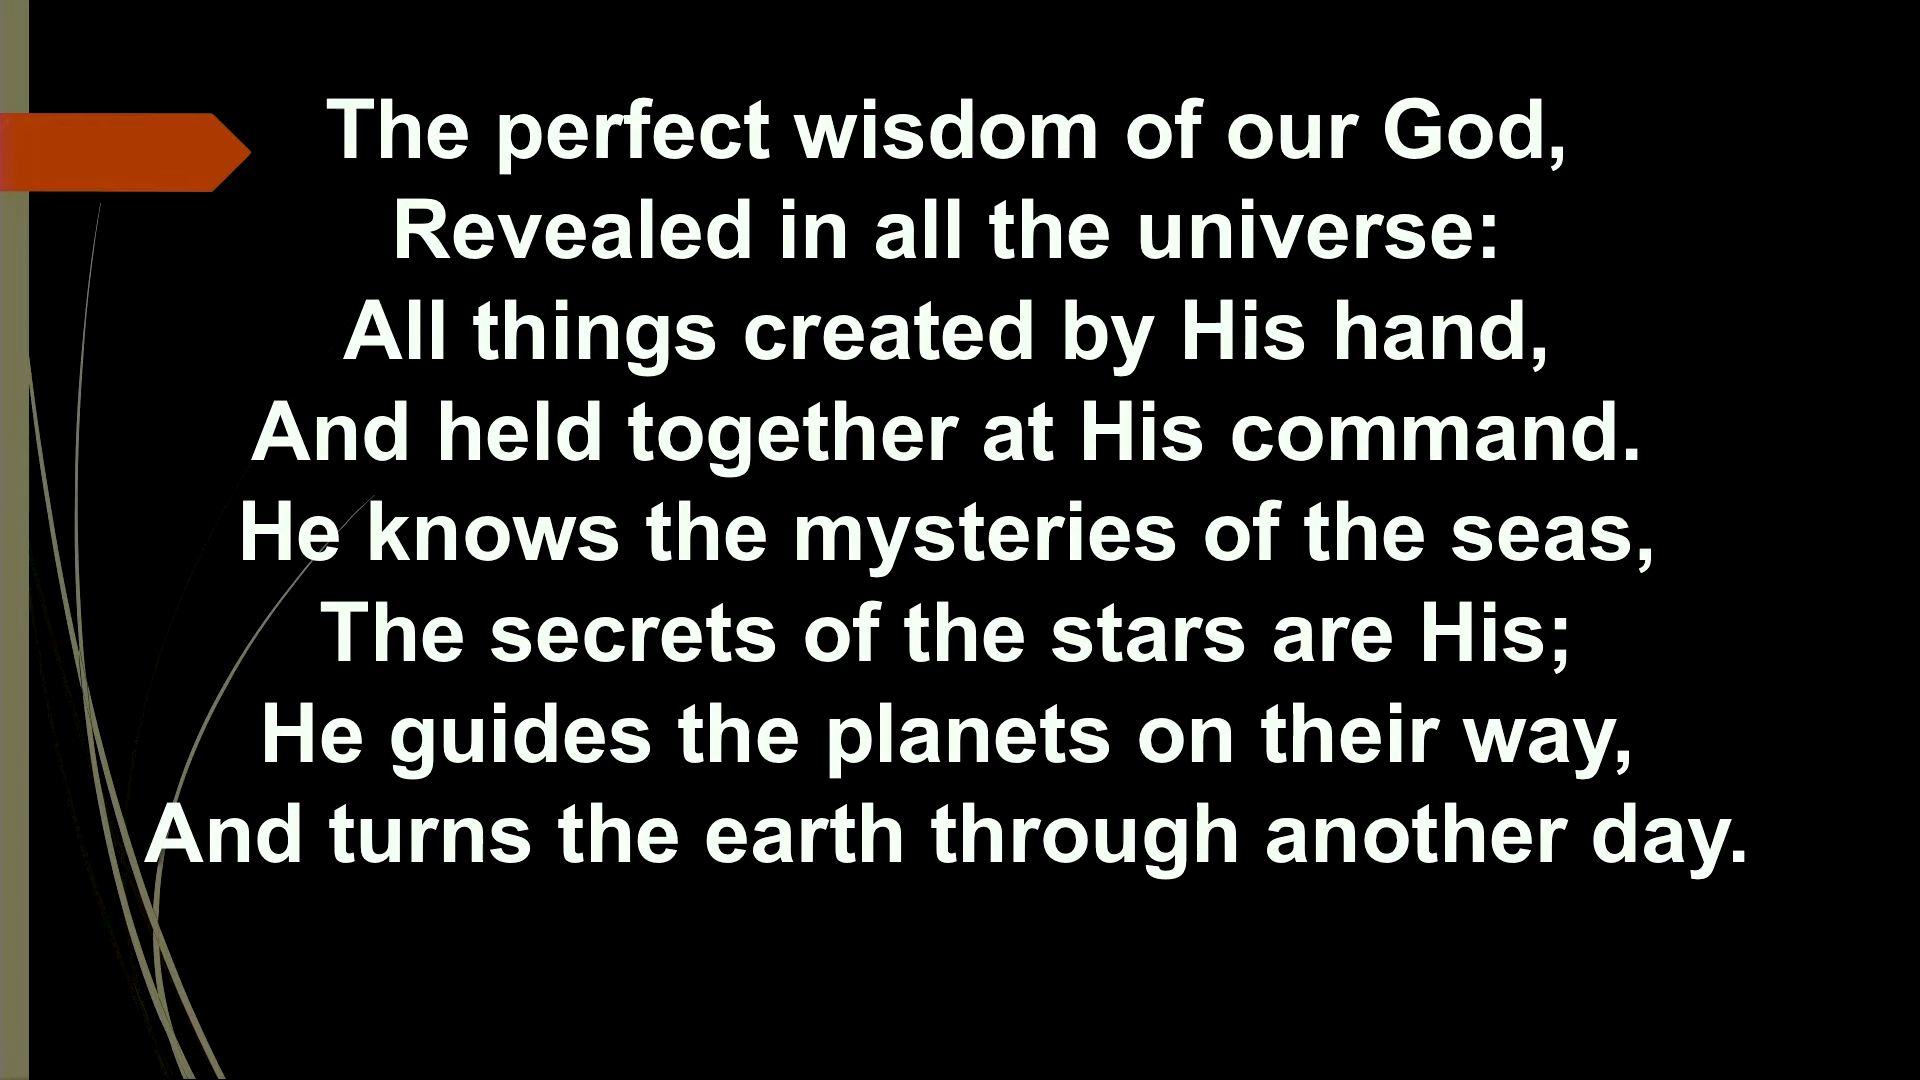 The perfect wisdom of our God,
Revealed in all the universe:
All things created by His hand,
And held together at His command.
He knows the mysteries of the seas,
The secrets of the stars are His;
He guides the planets on their way,
And turns the earth through another day.